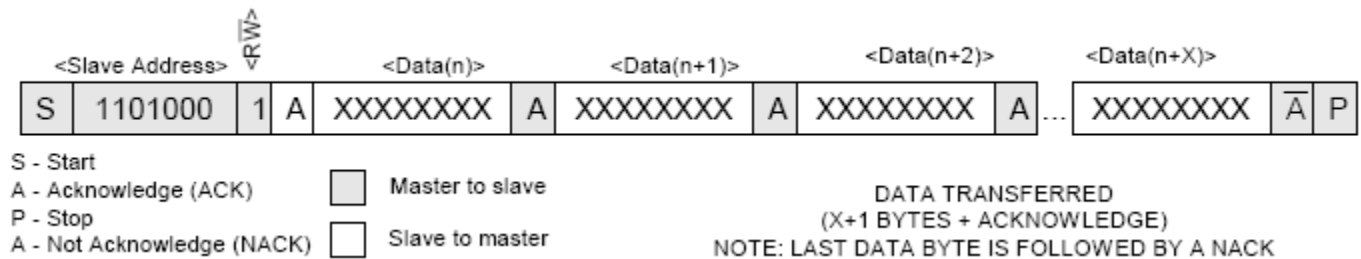 <RW̅>
<Slave Address> <Data(n)> <Data(n+1)> <Data(n+2)> <Data(n+X)>
S 1101000 1 A XXXXXXXX A XXXXXXXX A XXXXXXXX A ... XXXXXXXX A̅ P
S - Start
A - Acknowledge (ACK)
P - Stop
A - Not Acknowledge (NACK)
Master to slave
Slave to master
DATA TRANSFERRED
(X+1 BYTES + ACKNOWLEDGE)
NOTE: LAST DATA BYTE IS FOLLOWED BY A NACK